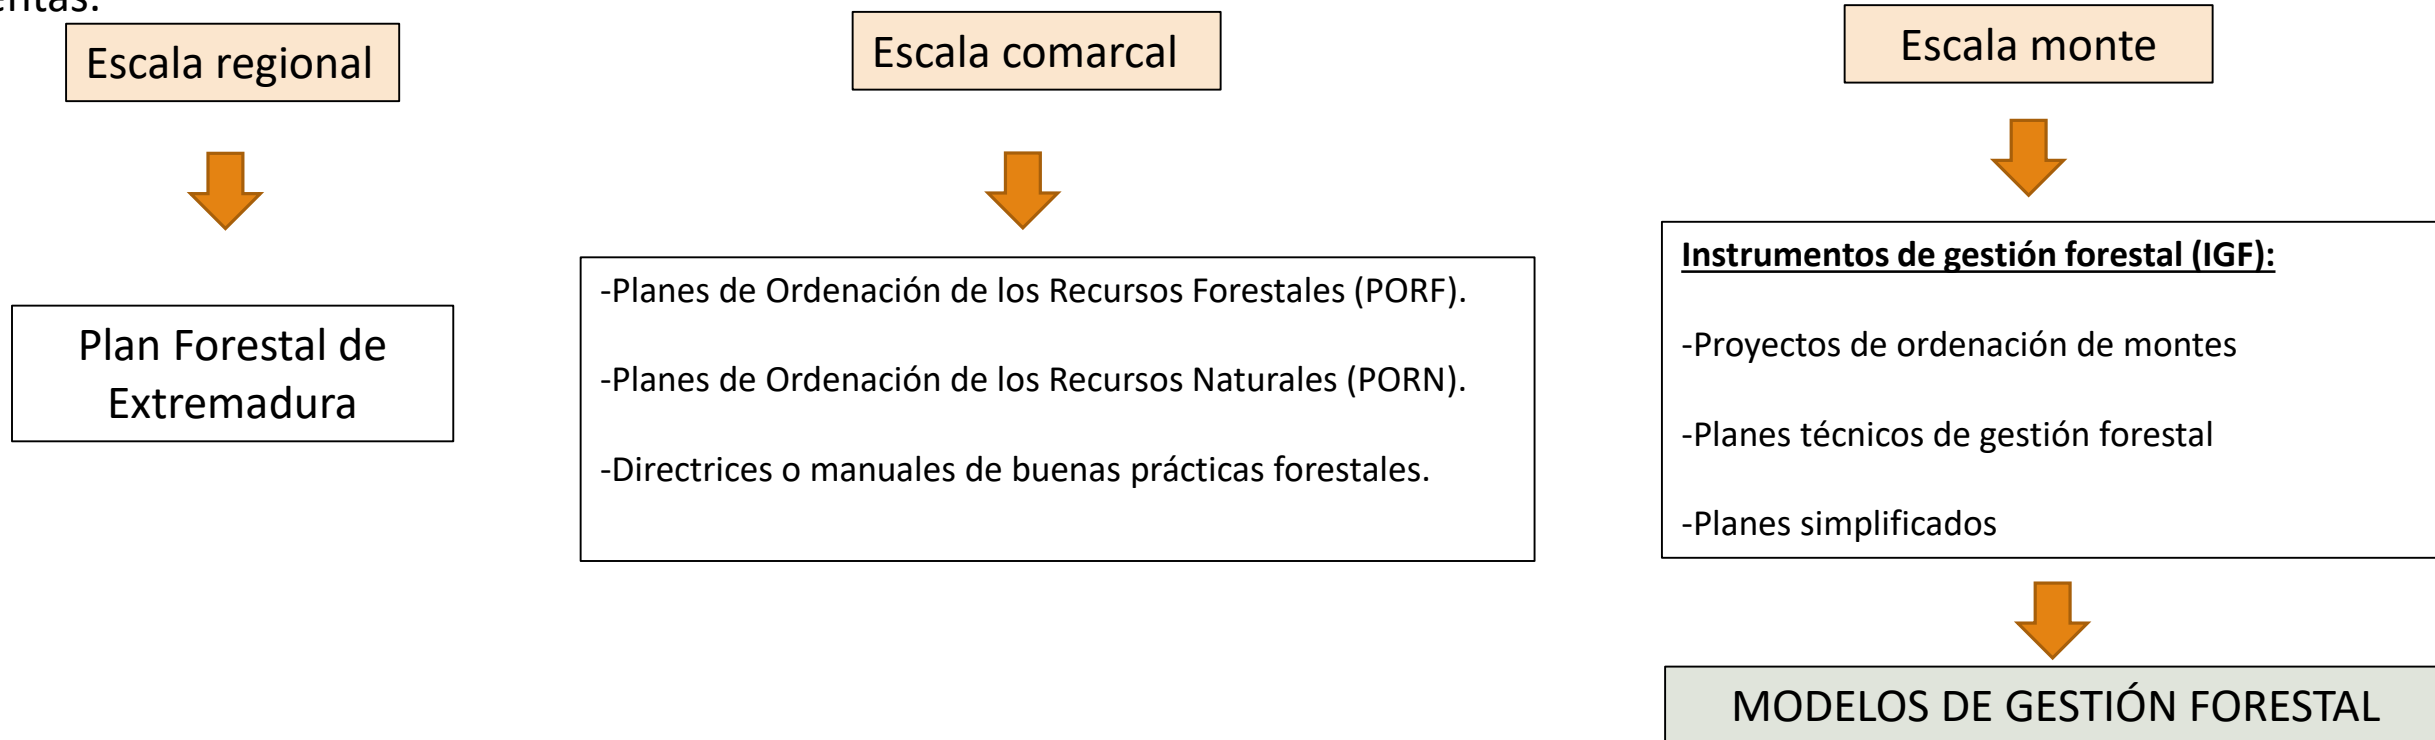 Escala regional
Plan Forestal de
Extremadura
Escala comarcal
-Planes de Ordenación de los Recursos Forestales (PORF).
-Planes de Ordenación de los Recursos Naturales (PORN).
-Directrices o manuales de buenas prácticas forestales.
Escala monte
Instrumentos de gestión forestal (IGF):
-Proyectos de ordenación de montes
-Planes técnicos de gestión forestal
-Planes simplificados
MODELOS DE GESTIÓN FORESTAL